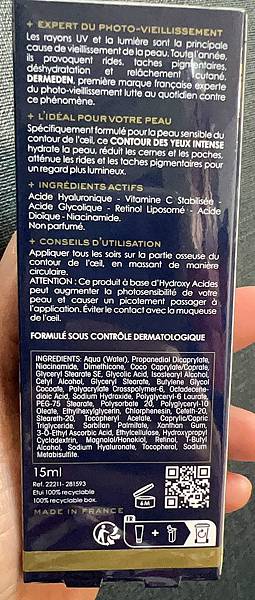 + EXPERT DU PHOTO-VIEILLISSEMENT
Les rayons UV et la lumière sont la principale
cause de vieillissement de la peau. Toute l'année,
ils provoquent rides, taches pigmentaires,
déshydratation et relâchement cutané.
DERMEDEN, première marque française experte
du photo-vieillissement lutte au quotidien contre
ce phénomène.
+ L'IDÉAL POUR VOTRE PEAU
Spécifiquement formulé pour la peau sensible du
contour de l'œil, ce CONTOUR DES YEUX INTENSE
hydrate la peau, réduit les cernes et les poches,
atténue les rides et les taches pigmentaires pour
un regard plus lumineux.
+ INGRÉDIENTS ACTIFS
Acide Hyaluronique - Vitamine C Stabilisée -
Acide Glycolique - Retinol Liposomé - Acide
Dioïque - Niacinamide.
Non parfumé.
+ CONSEILS D'UTILISATION
Appliquer tous les soirs sur la partie osseuse du
contour de l'œil, en massant de manière
circulaire.
ATTENTION : Ce produit à base d'Hydroxy Acides
peut augmenter la photosensibilité de votre
peau et causer un picotement passager à
l'application. Éviter le contact avec la muqueuse
de l'œil.
FORMULÉ SOUS CONTRÔLE DERMATOLOGIQUE
INGREDIENTS: Aqua (Water), Propanediol Dicaprylate,
Niacinamide, Dimethicone, Coco Caprylate/Caprate,
Glyceryl Stearate SE, Glycolic Acid, Isostearyl Alcohol,
Cetyl Alcohol, Glyceryl Stearate, Butylene Glycol
Cocoate, Polyacrylate Crosspolymer-6, Octadecene-
dioic Acid, Sodium Hydroxide, Polyglyceryl-6 Laurate,
PEG-75 Stearate, Polysorbate 20, Polyglyceryl-10
Oleate, Ethylhexylglycerin, Chlorphenesin, Ceteth-20,
Steareth-20, Tocopheryl Acetate, Caprylic/Capric
Triglyceride, Sorbitan Palmitate, Xanthan Gum,
3-O-Ethyl Ascorbic Acid, Ethylcellulose, Hydroxypropyl
Cyclodextrin, Magnolol/Honokiol, Retinol, T-Butyl
Alcohol, Sodium Hyaluronate, Tocopherol, Sodium
Metabisulfite.
15ml
Ref. 22211- 281593
Etui 100% recyclable
100% recyclable box.
6M
MADE IN FRANCE
FR